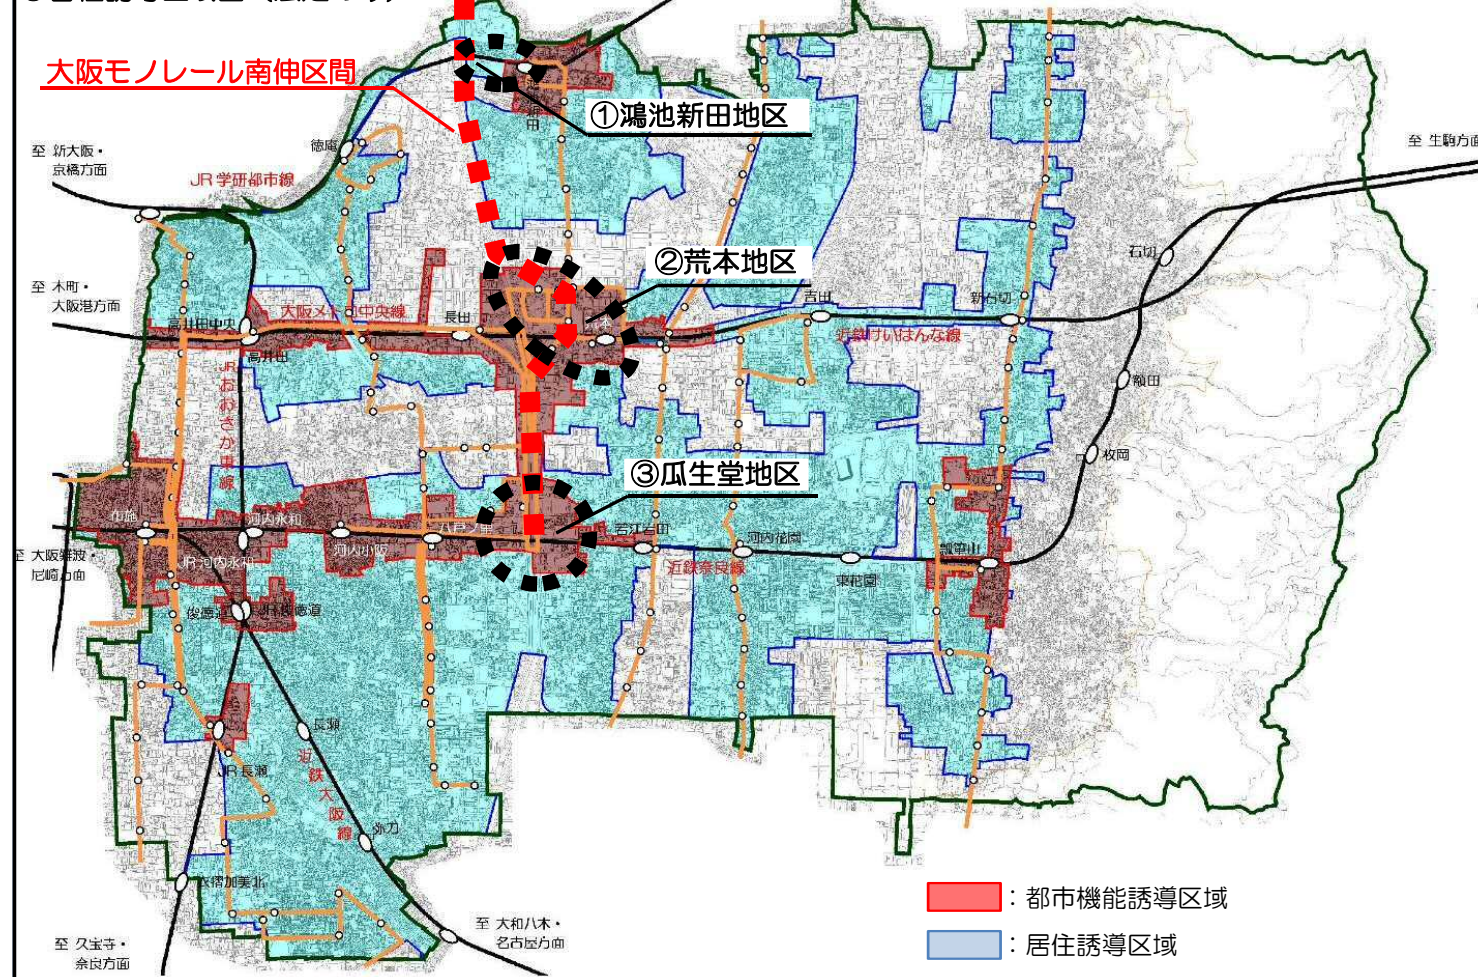 大阪モノレール南伸区間
①鴻池新田地区
徳庵
至 新大阪・
京橋方面
JR学研都市線
至 生駒方面
②荒本地区
石切
至 本町・
大阪港方面
大阪メトロ中央線
長田
吉田
新石切
高井田中央
高井田
近鉄けいはんな線
JRおおさか東線
額田
枚岡
③瓜生堂地区
布施
河内永和
八戸ノ里
若江岩田
河内花園
至 大阪難波・
尼崎方面
JR河内永和
河内小阪
近鉄奈良線
東花園
瓢箪山
俊徳道
JR俊徳道
長瀬
JR長瀬
近鉄大阪線
弥刀
衣摺加美北
：都市機能誘導区域
至 大和八木・
名古屋方面
：居住誘導区域
至 久宝寺・
奈良方面